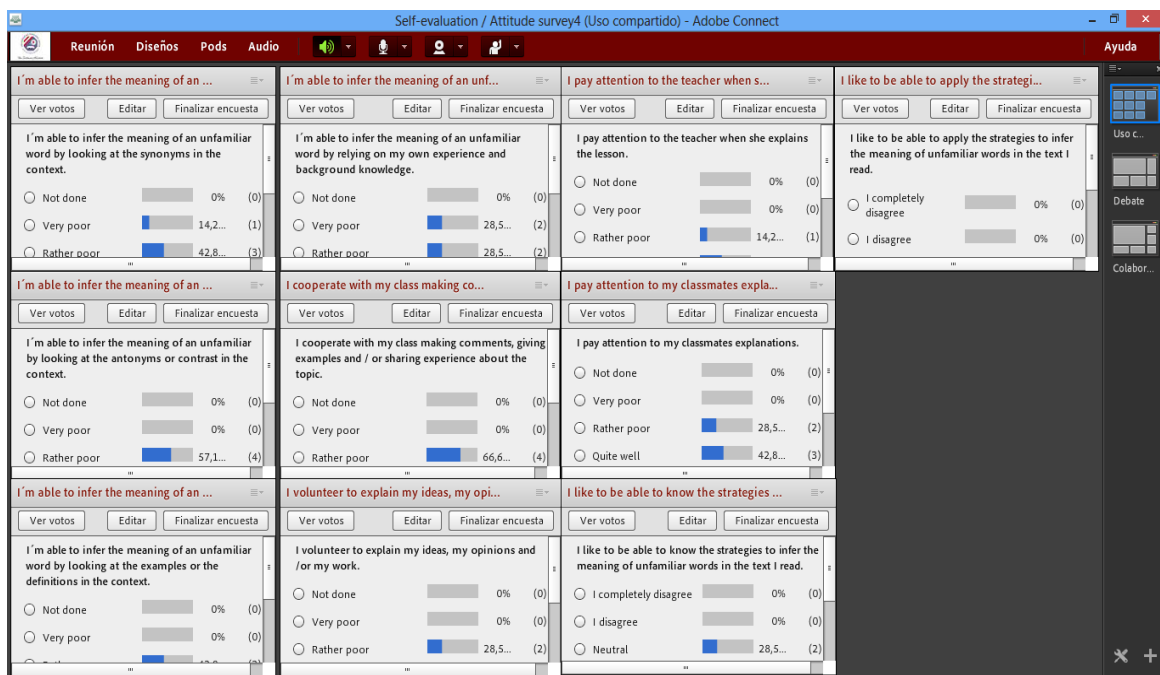 Self-evaluation / Attitude survey4 (Uso compartido) - Adobe Connect
Reunión Diseños Pods Audio Ayuda
I´m able to infer the meaning of an ...
Ver votos Editar Finalizar encuesta
I´m able to infer the meaning of an unfamiliar
word by looking at the synonyms in the
context.
Not done 0% (0)
Very poor 14,2... (1)
Rather poor 42,8... (3)
I´m able to infer the meaning of an unf...
Ver votos Editar Finalizar encuesta
I´m able to infer the meaning of an unfamiliar
word by relying on my own experience and
background knowledge.
Not done 0% (0)
Very poor 28,5... (2)
Rather poor 28,5... (2)
I pay attention to the teacher when s...
Ver votos Editar Finalizar encuesta
I pay attention to the teacher when she explains
the lesson.
Not done 0% (0)
Very poor 0% (0)
Rather poor 14,2... (1)
I like to be able to apply the strategi...
Ver votos Editar Finalizar encuesta
I like to be able to apply the strategies to infer
the meaning of unfamiliar words in the text I
read.
I completely
disagree 0% (0)
I disagree 0% (0)
I´m able to infer the meaning of an ...
Ver votos Editar Finalizar encuesta
I´m able to infer the meaning of an unfamiliar
by looking at the antonyms or contrast in the
context.
Not done 0% (0)
Very poor 0% (0)
Rather poor 57,1... (4)
I cooperate with my class making co...
Ver votos Editar Finalizar encuesta
I cooperate with my class making comments, giving
examples and / or sharing experience about the
topic.
Not done 0% (0)
Very poor 0% (0)
Rather poor 66,6... (4)
I pay attention to my classmates expla...
Ver votos Editar Finalizar encuesta
I pay attention to my classmates explanations.
Not done 0% (0)
Very poor 0% (0)
Rather poor 28,5... (2)
Quite well 42,8... (3)
I´m able to infer the meaning of an ...
Ver votos Editar Finalizar encuesta
I´m able to infer the meaning of an unfamiliar
word by looking at the examples or the
definitions in the context.
Not done 0% (0)
Very poor 0% (0)
I volunteer to explain my ideas, my opi...
Ver votos Editar Finalizar encuesta
I volunteer to explain my ideas, my opinions and
/or my work.
Not done 0% (0)
Very poor 0% (0)
Rather poor 28,5... (2)
I like to be able to know the strategies ...
Ver votos Editar Finalizar encuesta
I like to be able to know the strategies to infer the
meaning of unfamiliar words in the text I read.
I completely disagree 0% (0)
I disagree 0% (0)
Neutral 28,5... (2)
Uso c...
Debate
Colabor...